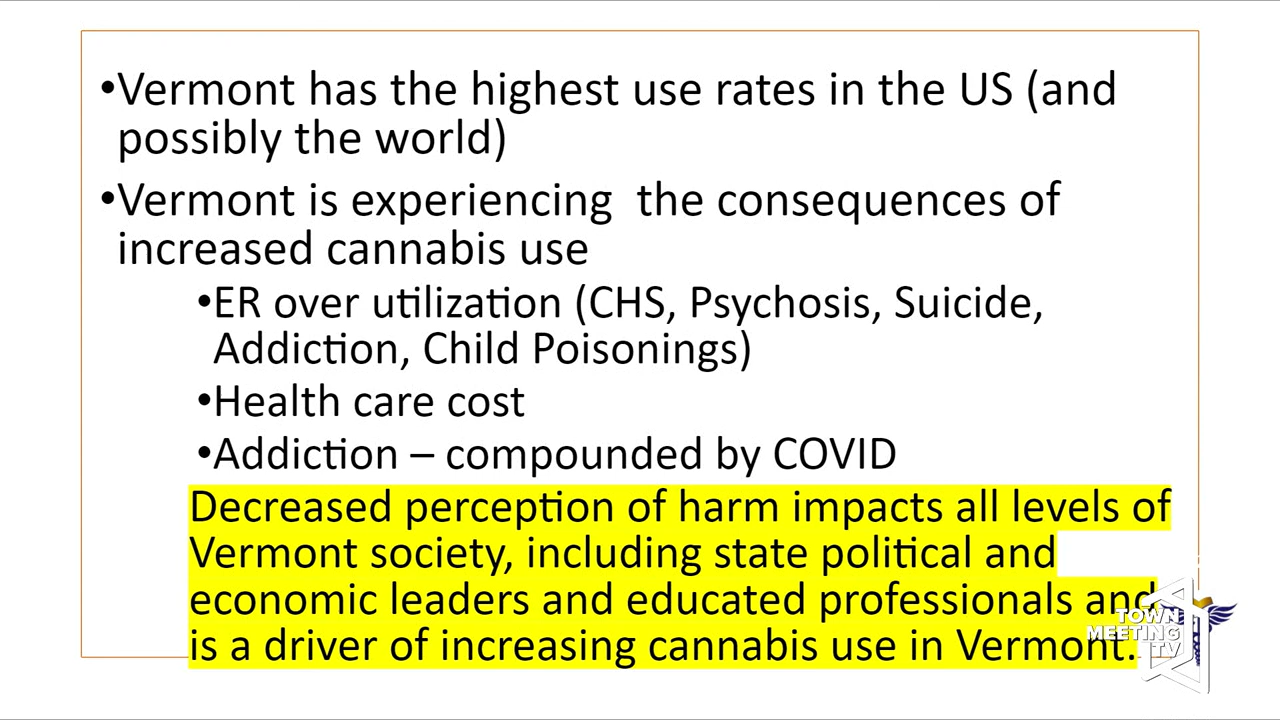 •Vermont has the highest use rates in the US (and
possibly the world)
•Vermont is experiencing  the consequences of
increased cannabis use
•ER over utilization (CHS, Psychosis, Suicide,
Addiction, Child Poisonings)
•Health care cost
•Addiction – compounded by COVID
Decreased perception of harm impacts all levels of
Vermont society, including state political and
economic leaders and educated professionals and
is a driver of increasing cannabis use in Vermont.
TOWN
MEETING
TV